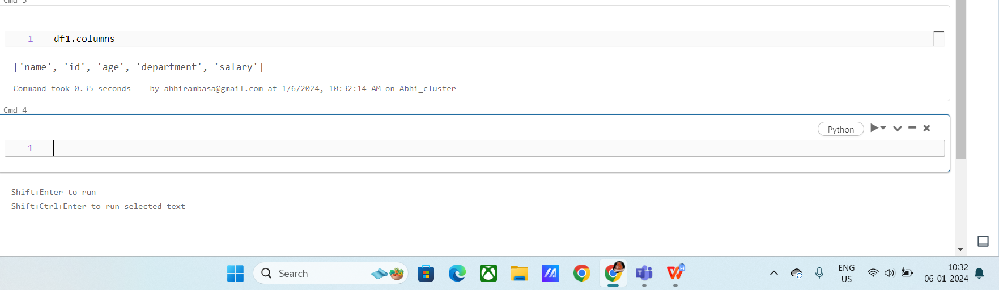 Cmd 3
1 df1.columns
['name', 'id', 'age', 'department', 'salary']
Command took 0.35 seconds -- by abhirambasa@gmail.com at 1/6/2024, 10:32:14 AM on Abhi_cluster
Cmd 4
Python
1
Shift+Enter to run
Shift+Ctrl+Enter to run selected text
Search
ENG
US
10:32
06-01-2024